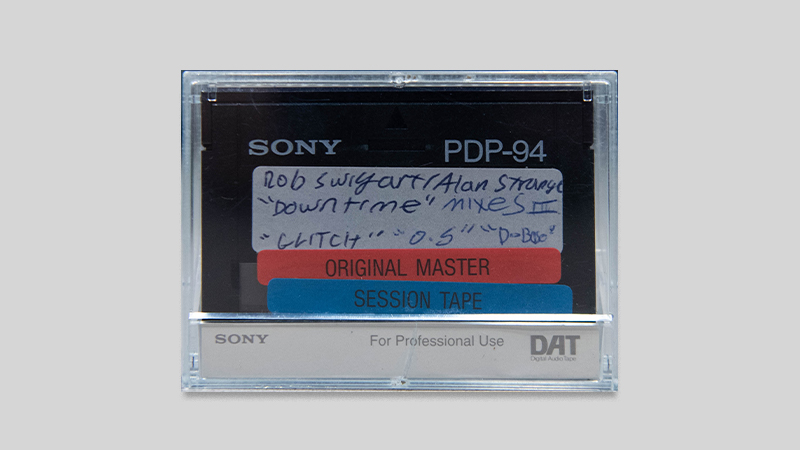 SONY PDP-94
Rob Swigart/Alan Strange
"Downtime" mixes III
"GLITCH" "0.5"
ORIGINAL MASTER
SESSION TAPE
SONY For Professional Use DAT
Digital Audio Tape